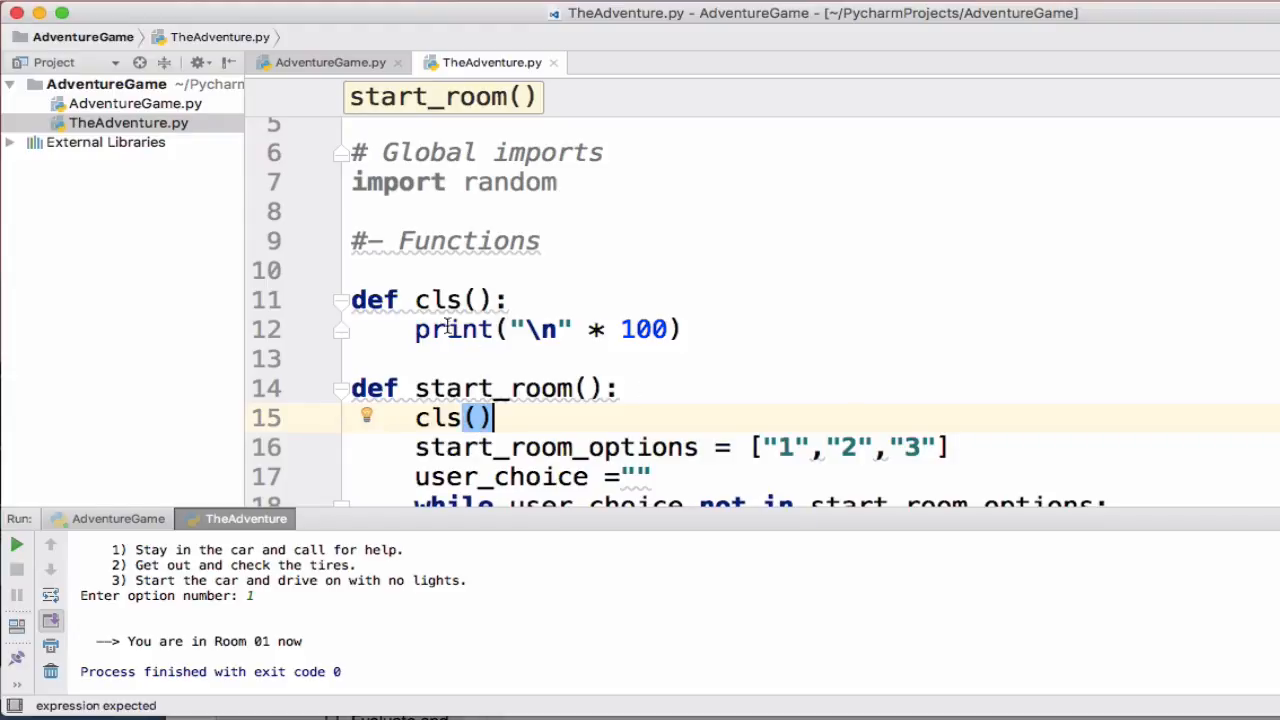 TheAdventure.py - AdventureGame - [~/PycharmProjects/AdventureGame]
AdventureGame TheAdventure.py
Project
AdventureGame.py TheAdventure.py
AdventureGame ~/Pycharm
AdventureGame.py
TheAdventure.py
External Libraries
start_room()
5
6 # Global imports
7 import random
8
9 #- Functions
10
11 def cls():
12 print("\n" * 100)
13
14 def start_room():
15 cls()
16 start_room_options = ["1","2","3"]
17 user_choice =""
18 while user_choice not in start_room_options:
Run: AdventureGame TheAdventure
1) Stay in the car and call for help.
2) Get out and check the tires.
3) Start the car and drive on with no lights.
Enter option number: 1
--> You are in Room 01 now
Process finished with exit code 0
expression expected